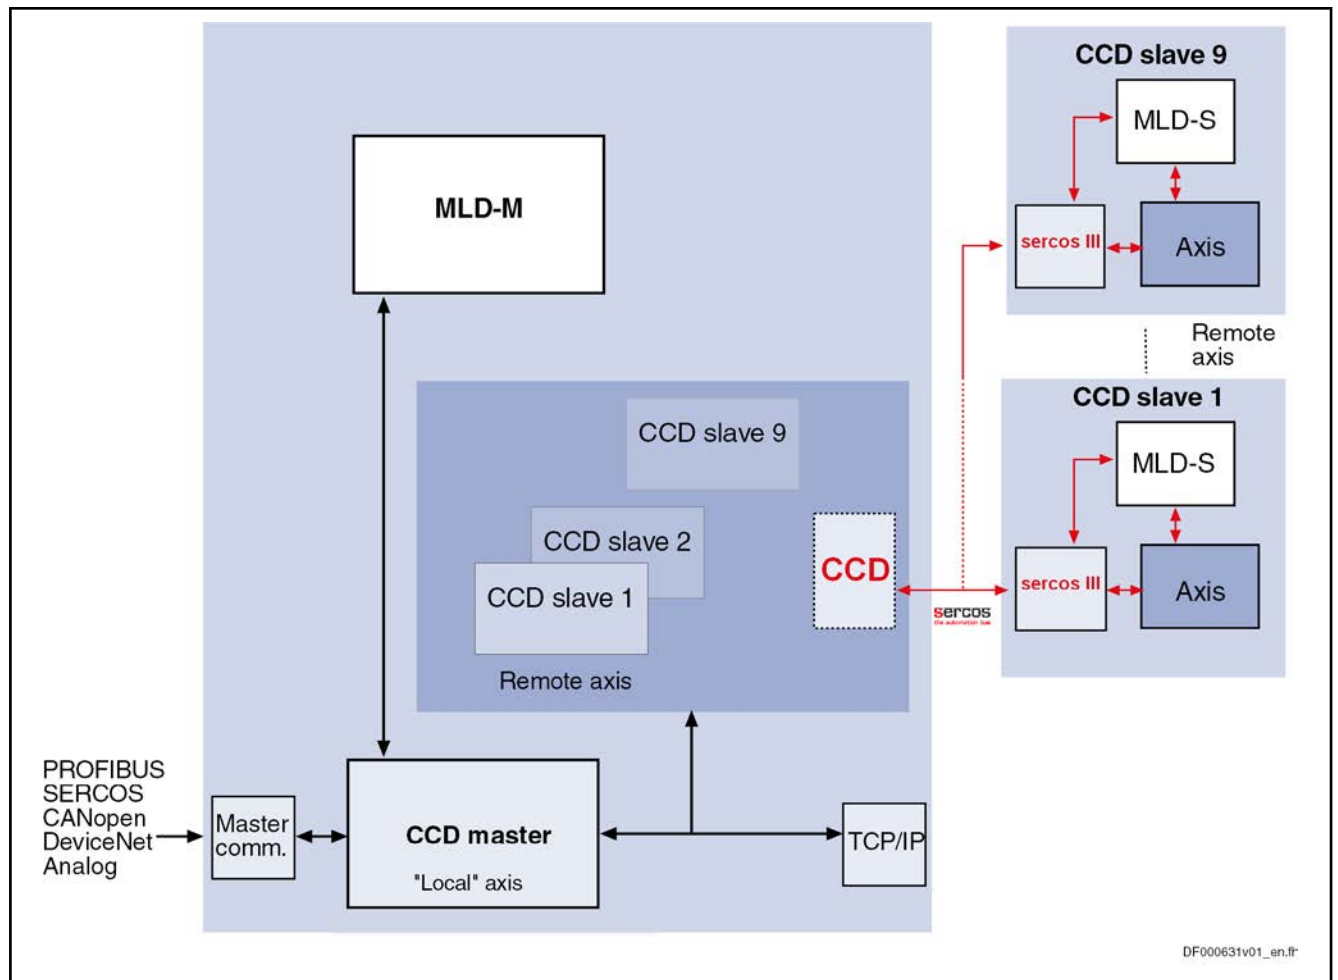 CCD slave 9
MLD-S
sercos III
Axis
Remote
axis
CCD slave 1
MLD-S
sercos III
Axis
MLD-M
CCD slave 9
CCD slave 2
CCD slave 1
CCD
sercos
the automation bus
Remote axis
PROFIBUS
SERCOS
CANopen
DeviceNet
Analog
Master
comm.
CCD master
"Local" axis
TCP/IP
DF000631v01_en.fh